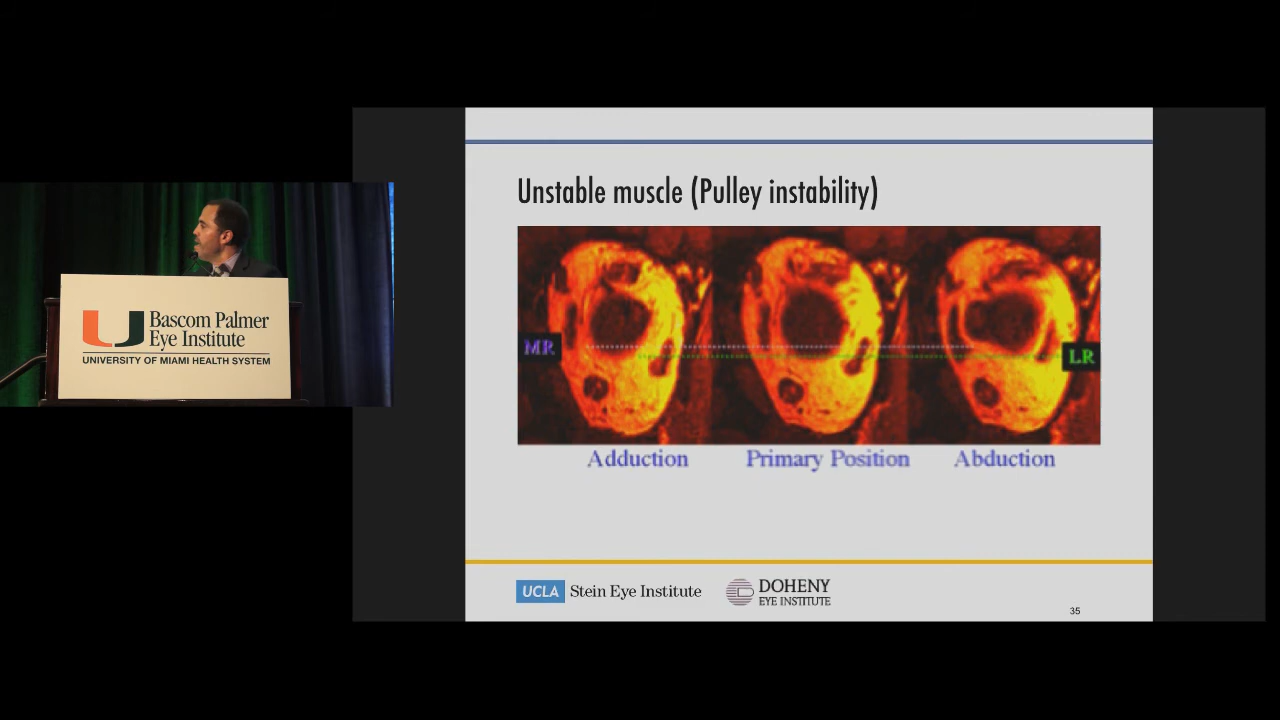 Bascom Palmer
Eye Institute
UNIVERSITY OF MIAMI HEALTH SYSTEM
Unstable muscle (Pulley instability)
MR
LR
Adduction
Primary Position
Abduction
UCLA Stein Eye Institute
DOHENY
EYE INSTITUTE
35